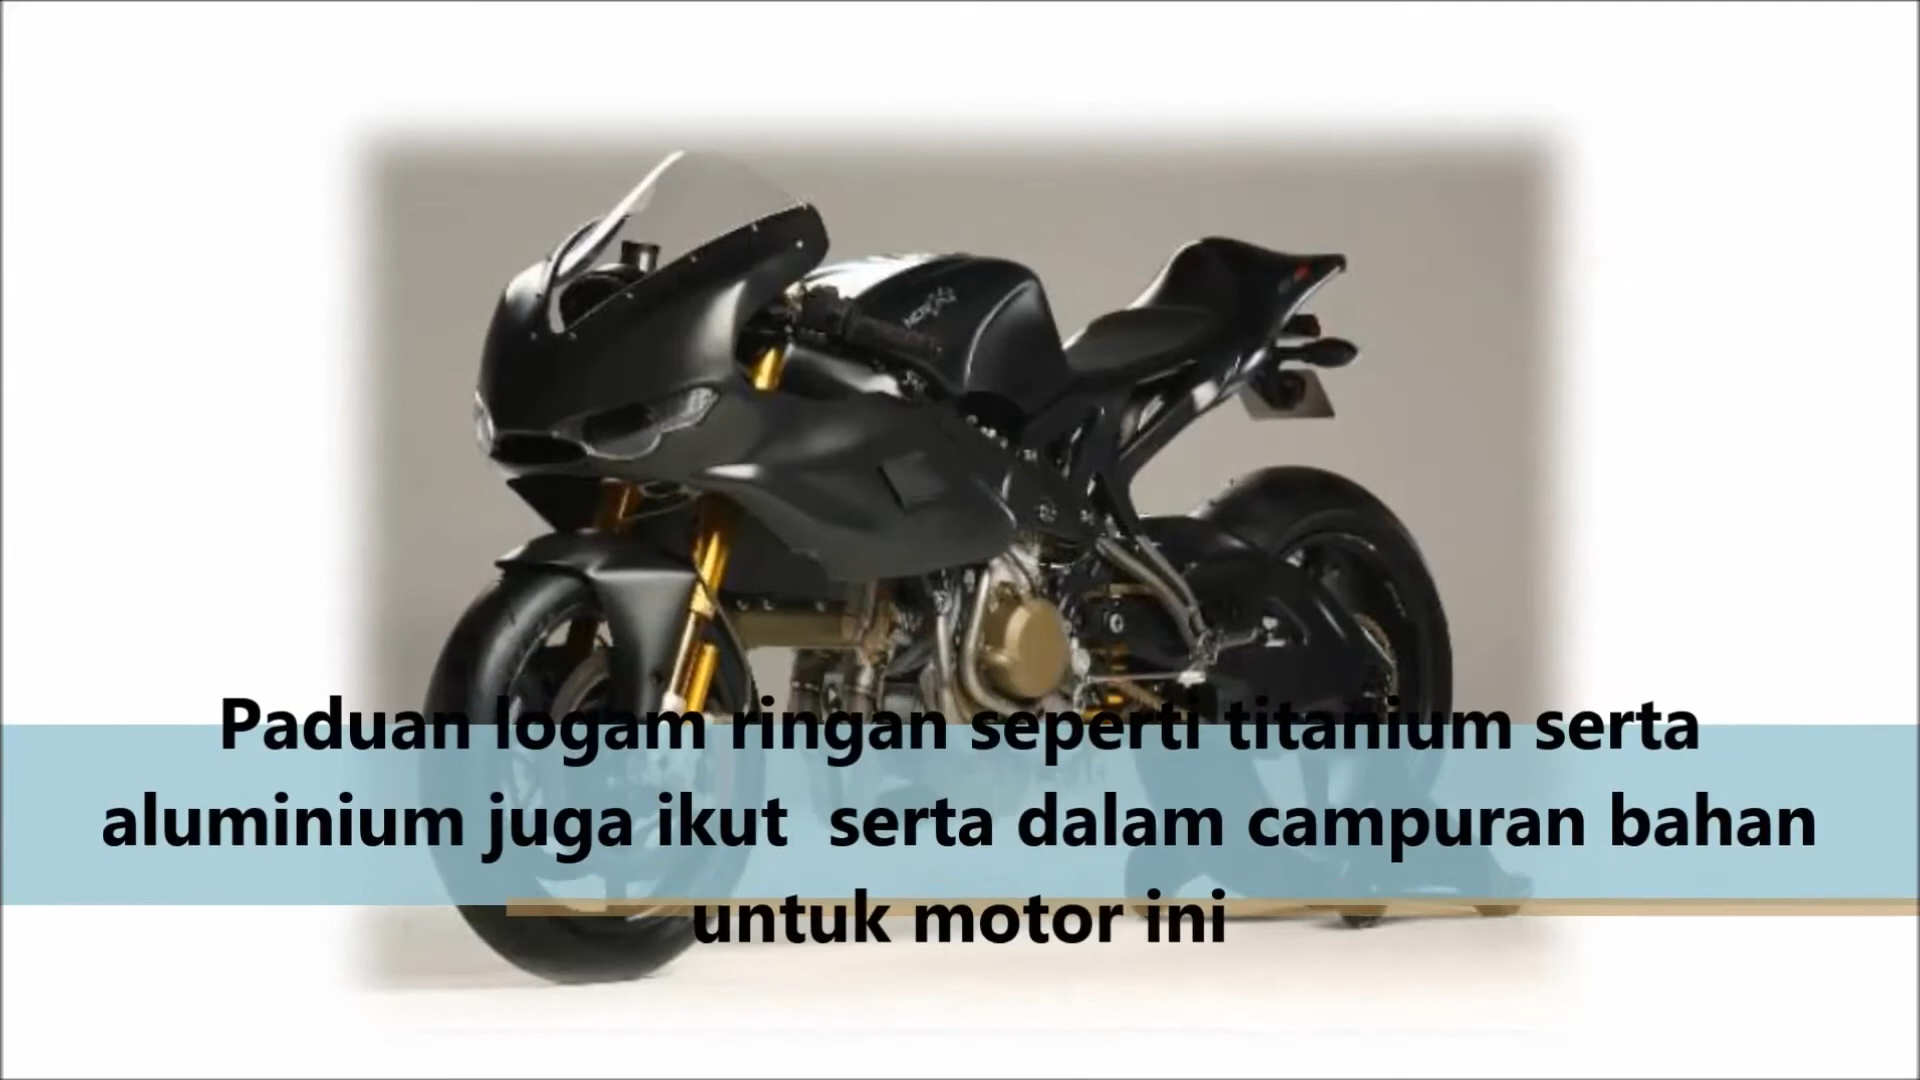 Paduan logam ringan seperti titanium serta
aluminium juga ikut  serta dalam campuran bahan
untuk motor ini